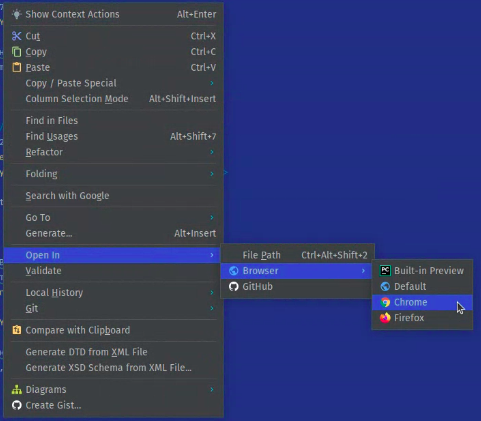 Show Context Actions Alt+Enter
Cut Ctrl+X
Copy Ctrl+C
Paste Ctrl+V
Copy / Paste Special
Column Selection Mode Alt+Shift+Insert
Find in Files
Find Usages Alt+Shift+7
Refactor
Folding
Search with Google
Go To
Generate... Alt+Insert
Open In
Validate
Local History
Git
Compare with Clipboard
Generate DTD from XML File
Generate XSD Schema from XML File...
Diagrams
Create Gist...
File Path Ctrl+Alt+Shift+2
Browser
GitHub
PC Built-in Preview
Default
Chrome
Firefox